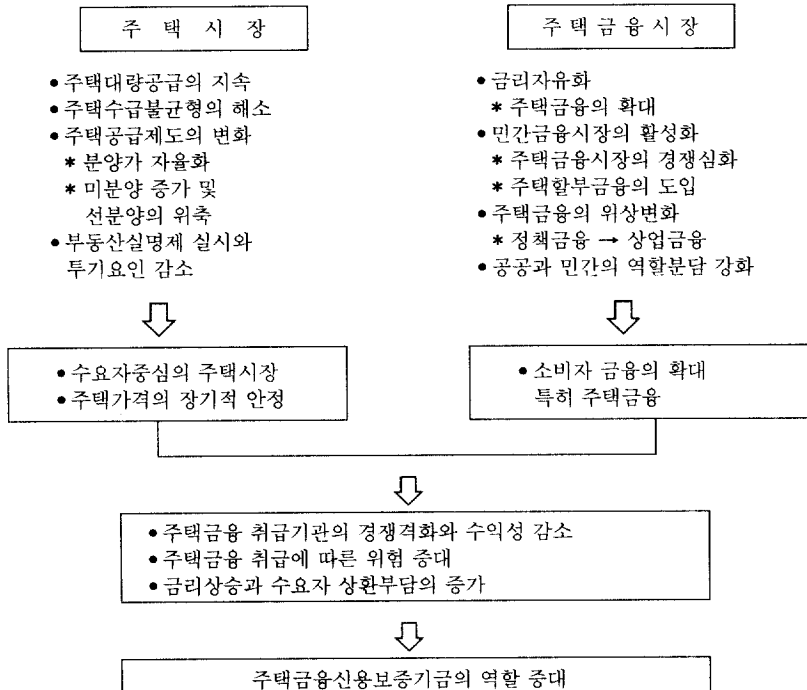 주 택 시 장
• 주택대량공급의 지속
• 주택수급불균형의 해소
• 주택공급제도의 변화
* 분양가 자율화
* 미분양 증가 및
선분양의 위축
• 부동산실명제 실시와
투기요인 감소
주 택 금 융 시 장
• 금리자유화
* 주택금융의 확대
• 민간금융시장의 활성화
* 주택금융시장의 경쟁심화
* 주택할부금융의 도입
• 주택금융의 위상변화
* 정책금융 → 상업금융
• 공공과 민간의 역할분담 강화
• 수요자중심의 주택시장
• 주택가격의 장기적 안정
• 소비자 금융의 확대
특히 주택금융
• 주택금융 취급기관의 경쟁격화와 수익성 감소
• 주택금융 취급에 따른 위험 증대
• 금리상승과 수요자 상환부담의 증가
주택금융신용보증기금의 역할 증대